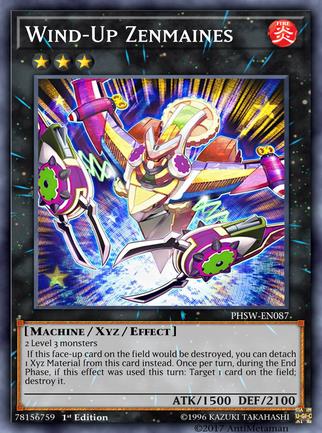 Wind-Up Zenmaines
FIRE
炎
PHSW-EN087
[Machine / Xyz / Effect]
2 Level 3 monsters
If this face-up card on the field would be destroyed, you can detach
1 Xyz Material from this card instead. Once per turn, during the End
Phase, if this effect was used this turn: Target 1 card on the field;
destroy it.
ATK/1500 DEF/2100
78156759 1st Edition ©1996 KAZUKI TAKAHASHI
©2017 AntiMetaman